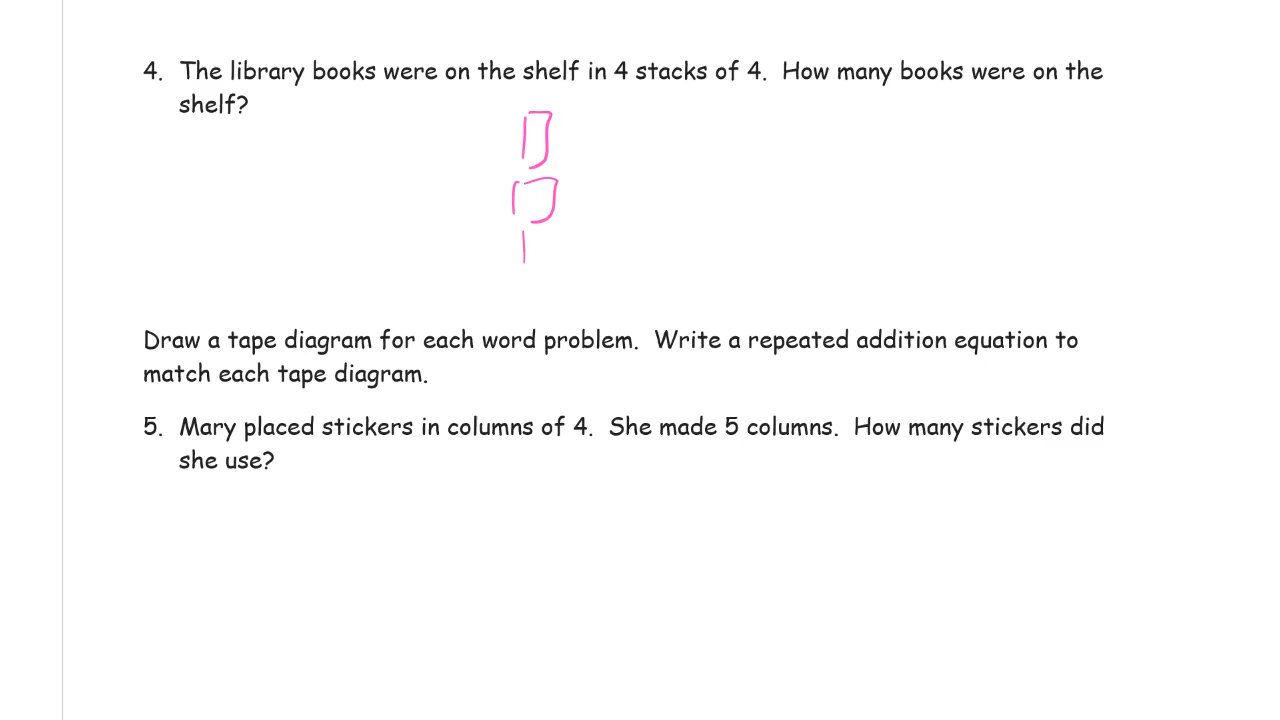 4. The library books were on the shelf in 4 stacks of 4. How many books were on the
shelf?
Draw a tape diagram for each word problem. Write a repeated addition equation to
match each tape diagram.
5. Mary placed stickers in columns of 4. She made 5 columns. How many stickers did
she use?